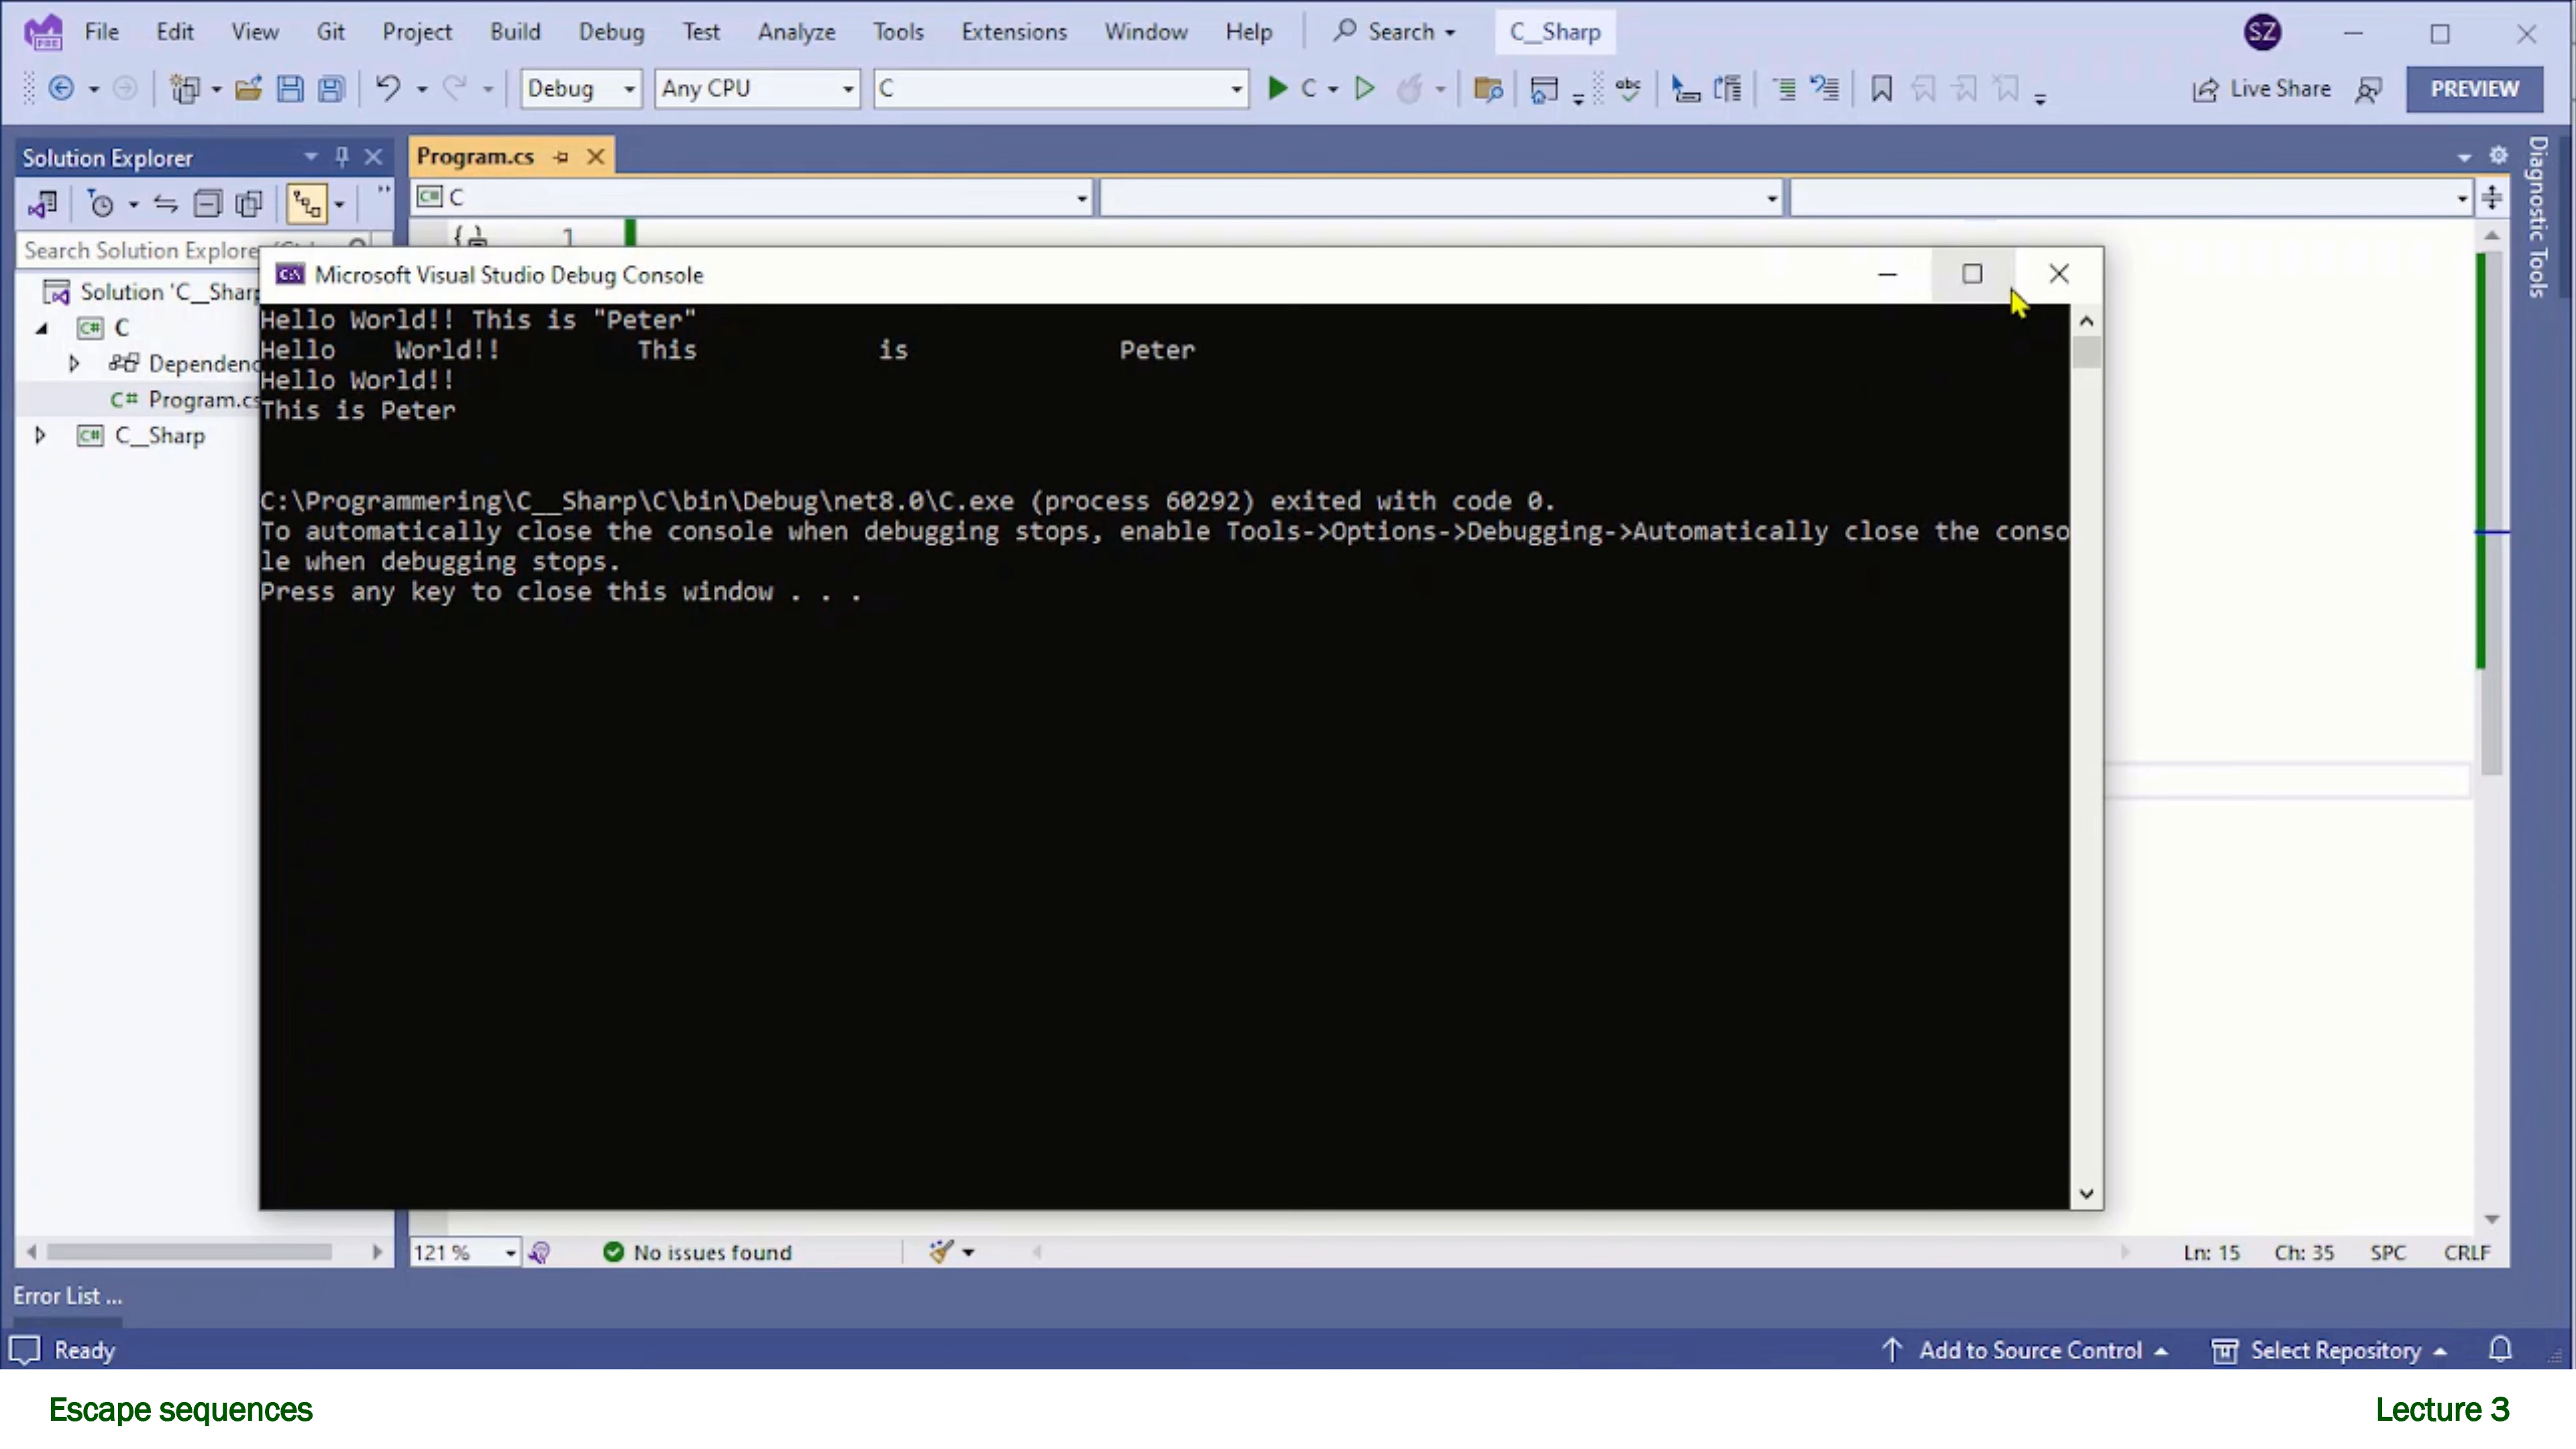 File Edit View Git Project Build Debug Test Analyze Tools Extensions Window Help Search C__Sharp SZ
Debug Any CPU C C Live Share PREVIEW
Solution Explorer Program.cs
C
Search Solution Explore 1
Microsoft Visual Studio Debug Console
Solution 'C__Shar
C
Dependen
Program.cs
C__Sharp
Hello World!! This is "Peter"
Hello World!! This is Peter
Hello World!!
This is Peter
C:\Programmering\C__Sharp\C\bin\Debug\net8.0\C.exe (process 60292) exited with code 0.
To automatically close the console when debugging stops, enable Tools->Options->Debugging->Automatically close the conso
le when debugging stops.
Press any key to close this window . . .
Diagnostic Tools
121 % No issues found Ln: 15 Ch: 35 SPC CRLF
Error List ...
Ready Add to Source Control Select Repository
Escape sequences Lecture 3